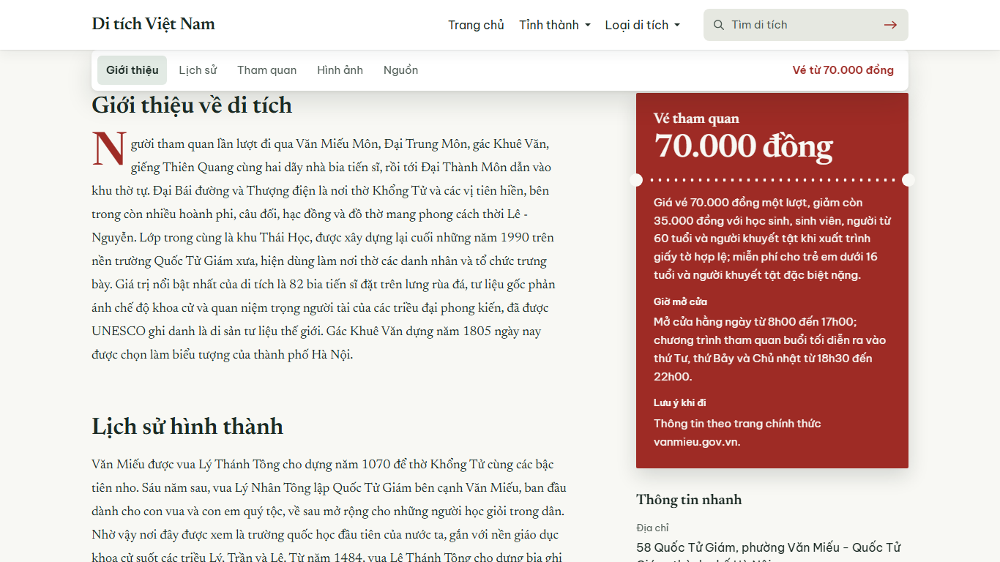 Di tích Việt Nam
Trang chủ
Tỉnh thành
Loại di tích
Tìm di tích
Giới thiệu
Lịch sử
Tham quan
Hình ảnh
Nguồn
Vé từ 70.000 đồng
Giới thiệu về di tích
Người tham quan lần lượt đi qua Văn Miếu Môn, Đại Trung Môn, gác Khuê Văn,
giếng Thiên Quang cùng hai dãy nhà bia tiến sĩ, rồi tới Đại Thành Môn dẫn vào
khu thờ tự. Đại Bái đường và Thượng điện là nơi thờ Khổng Tử và các vị tiên hiền, bên
trong còn nhiều hoành phi, câu đối, hạc đồng và đồ thờ mang phong cách thời Lê -
Nguyễn. Lớp trong cùng là khu Thái Học, được xây dựng lại cuối những năm 1990 trên
nền trường Quốc Tử Giám xưa, hiện dùng làm nơi thờ các danh nhân và tổ chức trưng
bày. Giá trị nổi bật nhất của di tích là 82 bia tiến sĩ đặt trên lưng rùa đá, tư liệu gốc phản
ánh chế độ khoa cử và quan niệm trọng người tài của các triều đại phong kiến, đã được
UNESCO ghi danh là di sản tư liệu thế giới. Gác Khuê Văn dựng năm 1805 ngày nay
được chọn làm biểu tượng của thành phố Hà Nội.
Lịch sử hình thành
Văn Miếu được vua Lý Thánh Tông cho dựng năm 1070 để thờ Khổng Tử cùng các bậc
tiên nho. Sáu năm sau, vua Lý Nhân Tông lập Quốc Tử Giám bên cạnh Văn Miếu, ban đầu
dành cho con vua và con em quý tộc, về sau mở rộng cho những người học giỏi trong dân.
Nhờ vậy nơi đây được xem là trường quốc học đầu tiên của nước ta, gắn với nền giáo dục
khoa cử suốt các triều Lý, Trần và Lê. Từ năm 1484, vua Lê Thánh Tông cho dựng bia ghi
Vé tham quan
70.000 đồng
Giá vé 70.000 đồng một lượt, giảm còn
35.000 đồng với học sinh, sinh viên, người từ
60 tuổi và người khuyết tật khi xuất trình
giấy tờ hợp lệ; miễn phí cho trẻ em dưới 16
tuổi và người khuyết tật đặc biệt nặng.
Giờ mở cửa
Mở cửa hằng ngày từ 8h00 đến 17h00;
chương trình tham quan buổi tối diễn ra vào
thứ Tư, thứ Bảy và Chủ nhật từ 18h30 đến
22h00.
Lưu ý khi đi
Thông tin theo trang chính thức
vanmieu.gov.vn.
Thông tin nhanh
Địa chỉ
58 Quốc Tử Giám, phường Văn Miếu - Quốc Tử